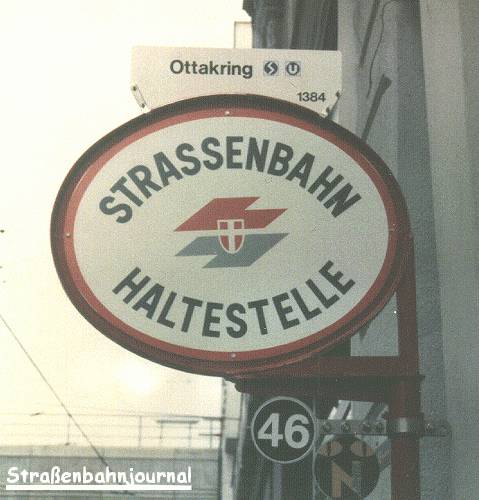 Ottakring S U
1384
STRASSENBAHN
HALTESTELLE
46
N
Straßenbahnjournal